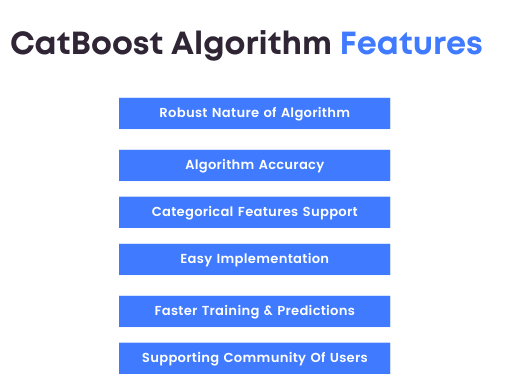 CatBoost Algorithm Features
Robust Nature of Algorithm
Algorithm Accuracy
Categorical Features Support
Easy Implementation
Faster Training & Predictions
Supporting Community Of Users